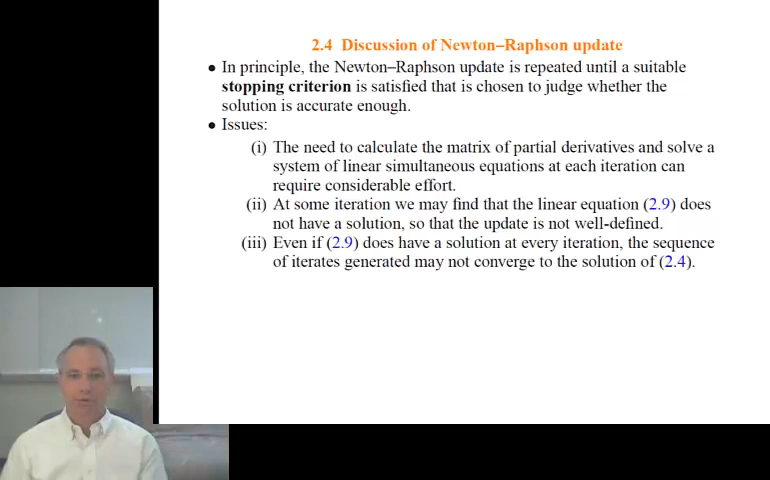 2.4 Discussion of Newton–Raphson update
• In principle, the Newton–Raphson update is repeated until a suitable
stopping criterion is satisfied that is chosen to judge whether the
solution is accurate enough.
• Issues:
(i) The need to calculate the matrix of partial derivatives and solve a
system of linear simultaneous equations at each iteration can
require considerable effort.
(ii) At some iteration we may find that the linear equation (2.9) does
not have a solution, so that the update is not well-defined.
(iii) Even if (2.9) does have a solution at every iteration, the sequence
of iterates generated may not converge to the solution of (2.4).